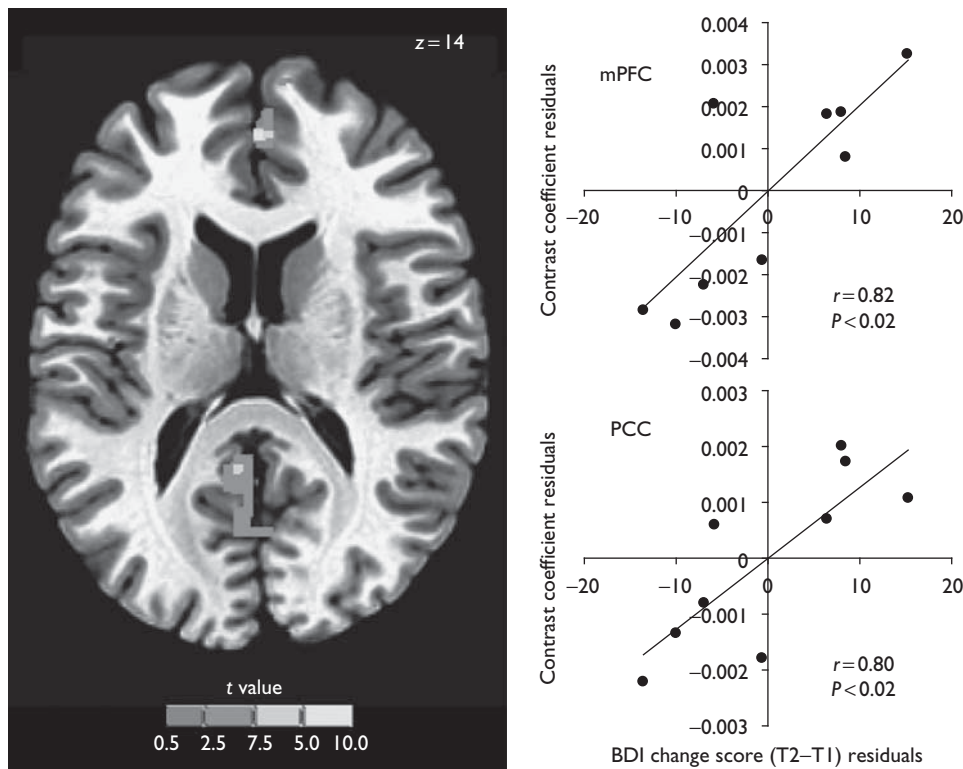 z = 14
t value
0.5 2.5 7.5 5.0 10.0
Contrast coefficient residuals
mPFC
0.004
0.003
0.002
0.001
0
–20 –10 0 10 20
–0.001
–0.002
–0.003
–0.004
r = 0.82
P < 0.02
Contrast coefficient residuals
PCC
0.003
0.002
0.001
0
–20 –10 0 10 20
–0.001
–0.002
–0.003
r = 0.80
P < 0.02
BDI change score (T2–T1) residuals